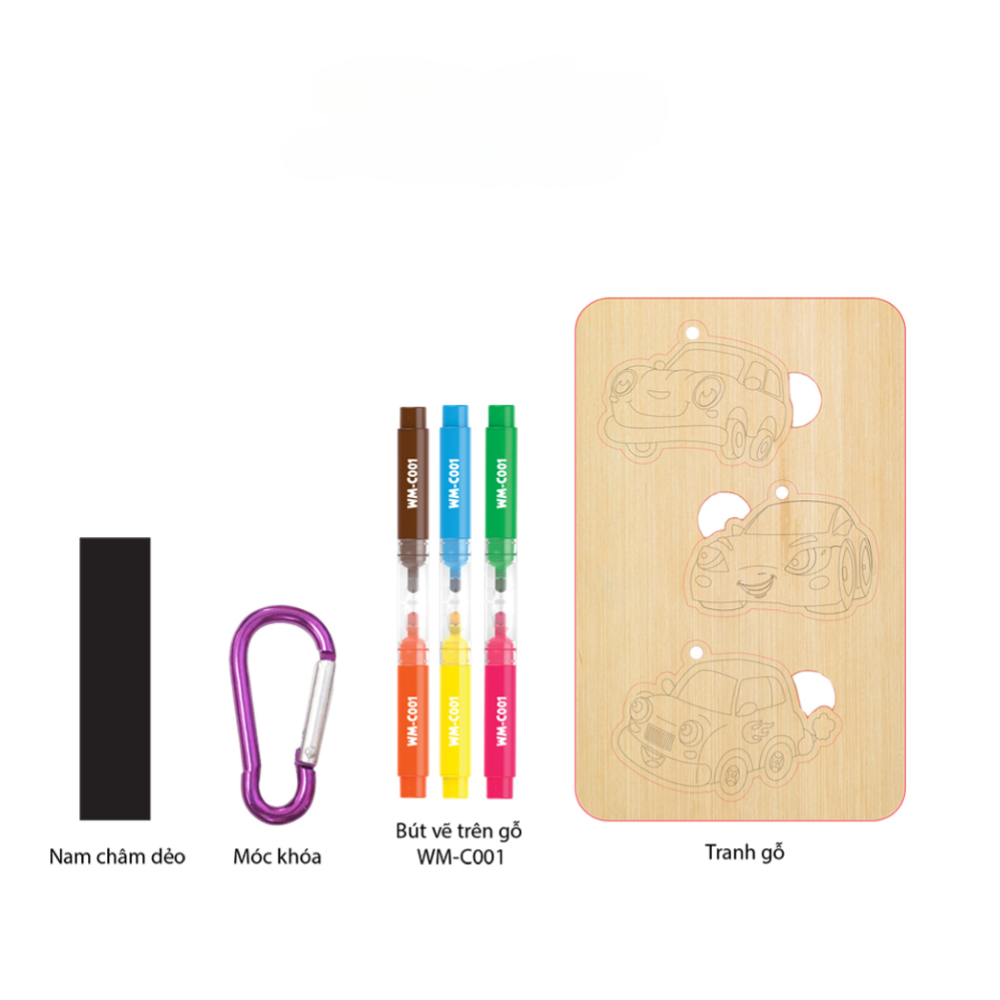 WM-C001
WM-C001
WM-C001
WM-C001
WM-C001
WM-C001
Nam châm dẻo
Móc khóa
Bút vẽ trên gỗ
WM-C001
Tranh gỗ